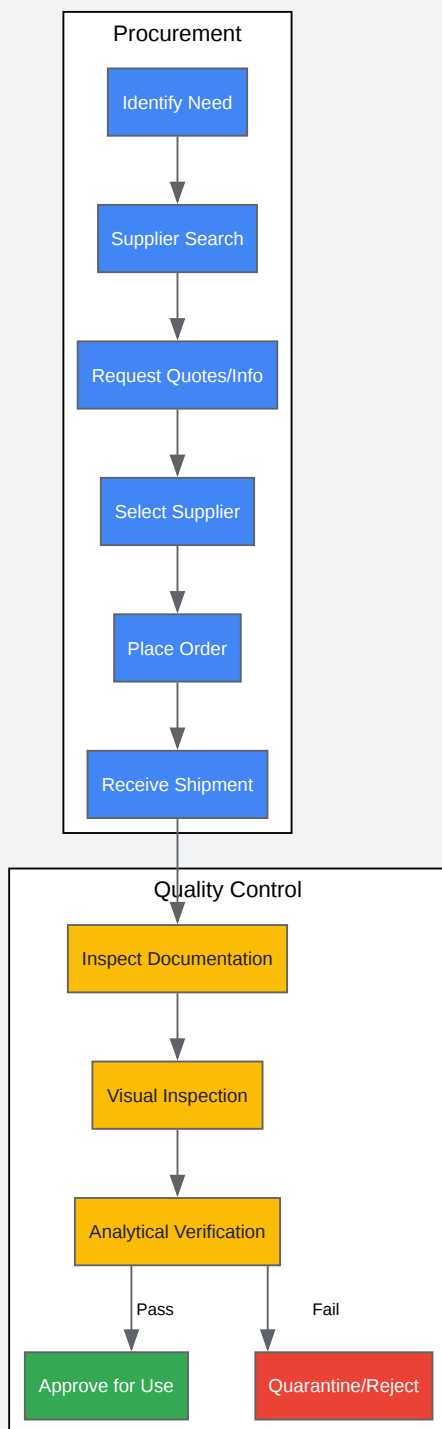 Procurement
Identify Need
Supplier Search
Request Quotes/Info
Select Supplier
Place Order
Receive Shipment
Quality Control
Inspect Documentation
Visual Inspection
Analytical Verification
Pass
Fail
Approve for Use
Quarantine/Reject